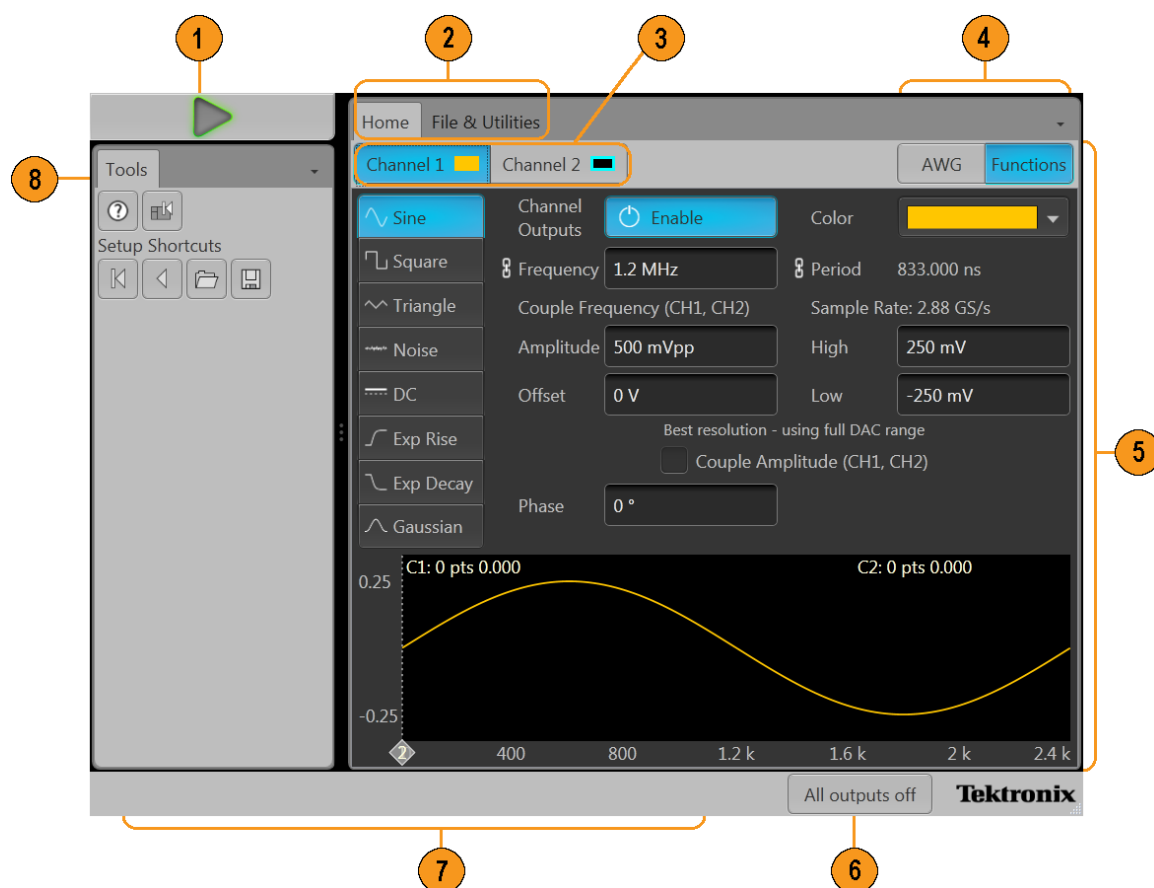 1
2
3
4
Home File & Utilities
Tools
Channel 1 Channel 2
AWG Functions
8
Setup Shortcuts
Sine
Square
Triangle
Noise
DC
Exp Rise
Exp Decay
Gaussian
Channel Outputs Enable
Color
Frequency 1.2 MHz
Period 833.000 ns
Couple Frequency (CH1, CH2)
Sample Rate: 2.88 GS/s
Amplitude 500 mVpp
High 250 mV
Offset 0 V
Low -250 mV
Best resolution - using full DAC range
Couple Amplitude (CH1, CH2)
Phase 0 °
5
C1: 0 pts 0.000
C2: 0 pts 0.000
0.25
-0.25
2 400 800 1.2 k 1.6 k 2 k 2.4 k
All outputs off
Tektronix
7
6